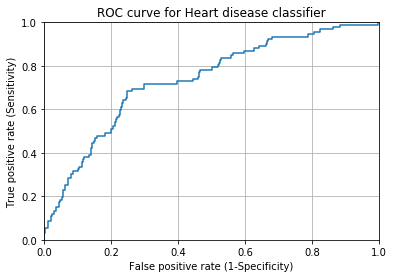 ROC curve for Heart disease classifier
True positive rate (Sensitivity)
1.0
0.8
0.6
0.4
0.2
0.0
0.0 0.2 0.4 0.6 0.8 1.0
False positive rate (1-Specificity)